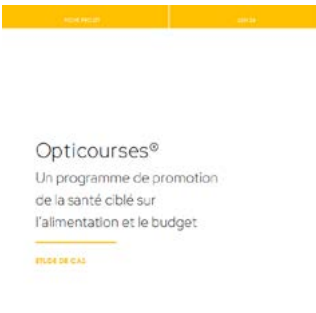 Opticourses®
Un programme de promotion
de la santé ciblé sur
l'alimentation et le budget
ETUDE DE CAS